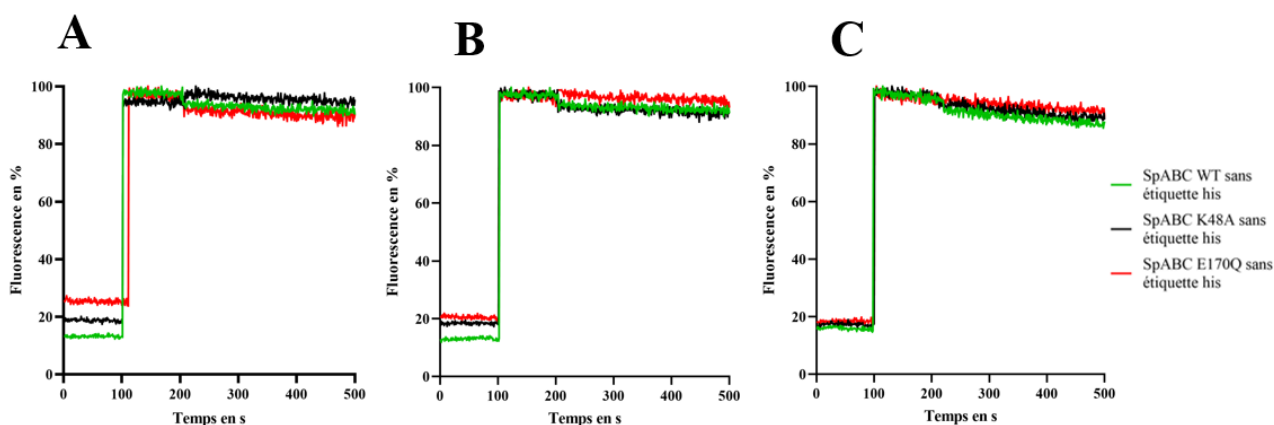 A
B
C
Fluorescence en %
100
80
60
40
20
0
0
100
200
300
400
500
Temps en s
Fluorescence en %
100
80
60
40
20
0
0
100
200
300
400
500
Temps en s
Fluorescence en %
100
80
60
40
20
0
0
100
200
300
400
500
Temps en s
SpABC WT sans
étiquette his
SpABC K48A sans
étiquette his
SpABC E170Q sans
étiquette his